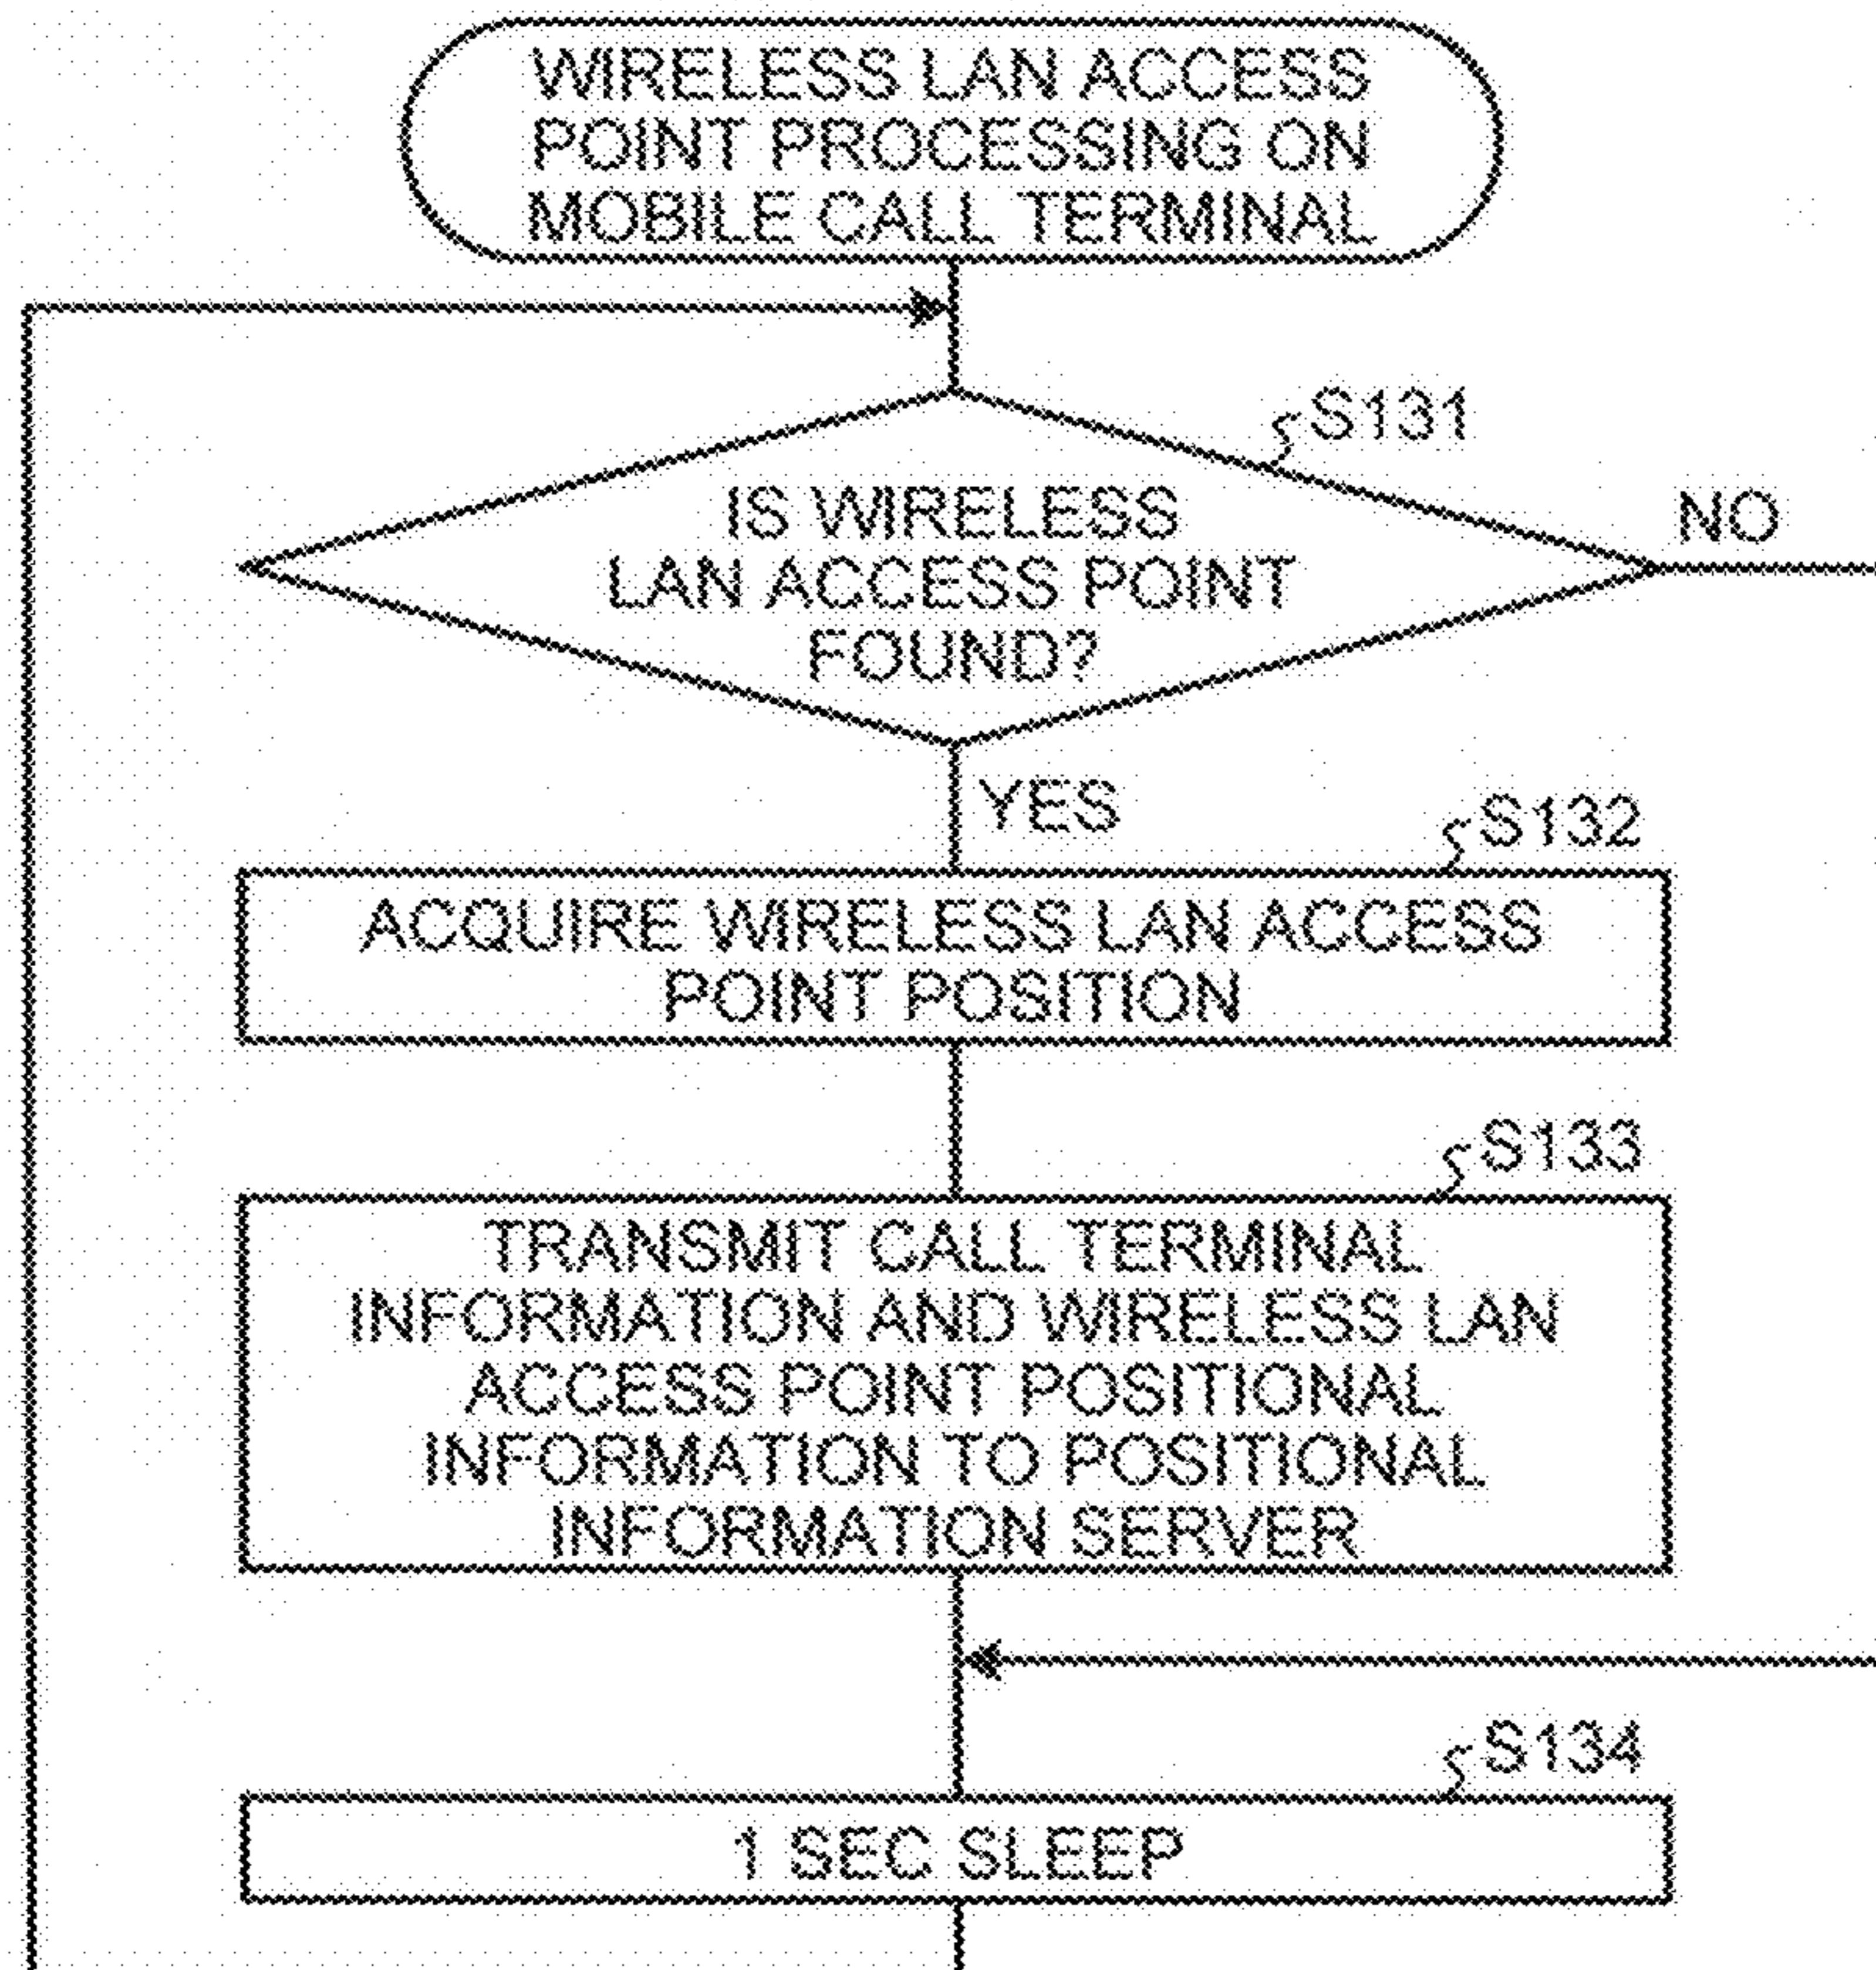 WIRELESS LAN ACCESS
POINT PROCESSING ON
MOBILE CALL TERMINAL
S131
IS WIRELESS
LAN ACCESS POINT
FOUND?
NO
YES
S132
ACQUIRE WIRELESS LAN ACCESS
POINT POSITION
S133
TRANSMIT CALL TERMINAL
INFORMATION AND WIRELESS LAN
ACCESS POINT POSITIONAL
INFORMATION TO POSITIONAL
INFORMATION SERVER
S134
1 SEC SLEEP